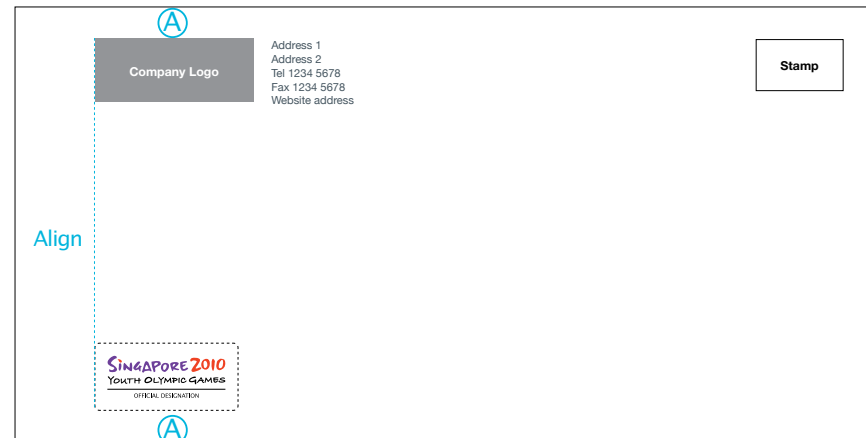 A
Company Logo
Address 1
Address 2
Tel 1234 5678
Fax 1234 5678
Website address
Stamp
Align
SINGAPORE 2010
YOUTH OLYMPIC GAMES
OFFICIAL DESIGNATION
A